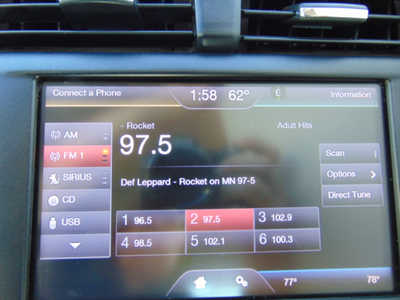 Connect a Phone 1:58 62° Information
AM
- Rocket Adult Hits
FM 1
97.5
Scan
SIRIUS
Def Leppard - Rocket on MN 97-5
Options
CD
Direct Tune
USB
1 96.5 2 97.5 3 102.9
4 98.5 5 102.1 6 100.3
77° 78°